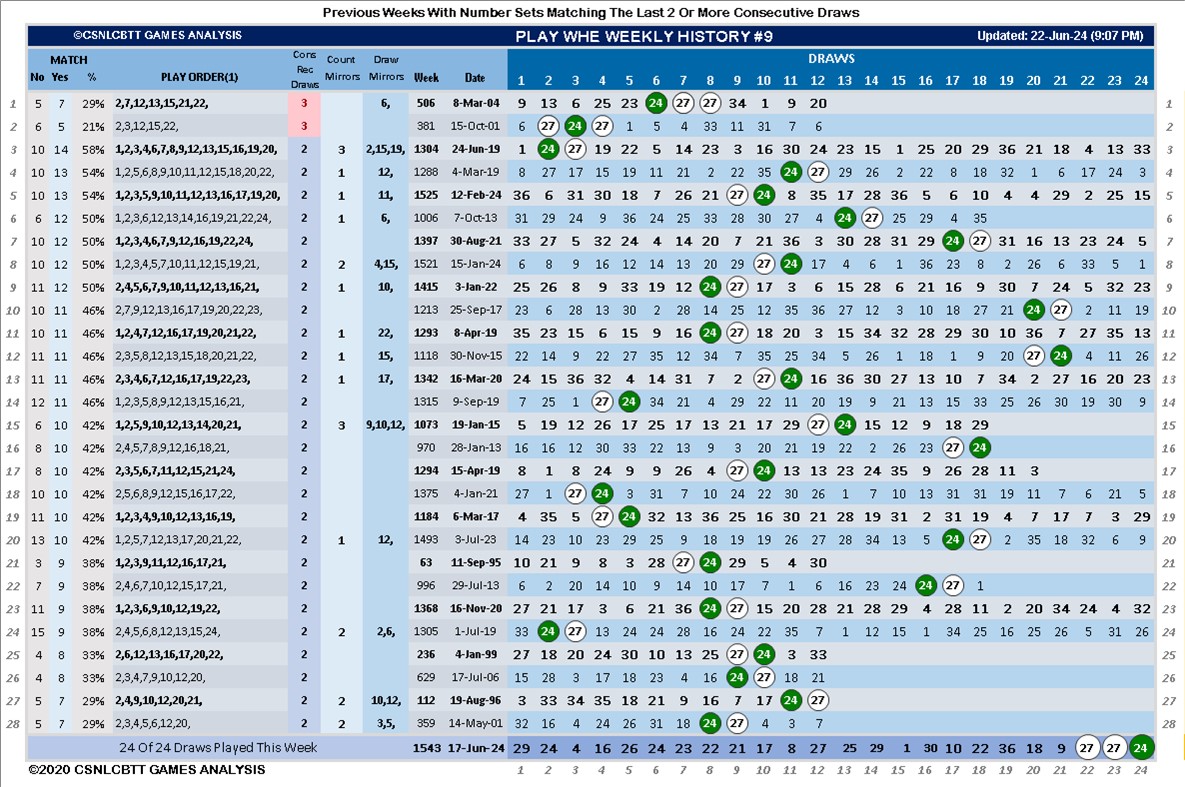 Previous Weeks With Number Sets Matching The Last 2 Or More Consecutive Draws
©CSNLCBTT GAMES ANALYSIS PLAY WHE WEEKLY HISTORY #9 Updated: 22-Jun-24 (9:07 PM)
MATCH Cons Rec Draws Count Mirrors Draw Mirrors DRAWS
No Yes % PLAY ORDER(1) Week Date 1 2 3 4 5 6 7 8 9 10 11 12 13 14 15 16 17 18 19 20 21 22 23 24
1 5 7 29% 2,7,12,13,15,21,22, 3 6, 506 8-Mar-04 9 13 6 25 23 24 27 27 34 1 9 20 1
2 6 5 21% 2,3,12,15,22, 3 381 15-Oct-01 6 27 24 27 1 5 4 33 11 31 7 6 2
3 10 14 58% 1,2,3,4,6,7,8,9,12,13,15,16,19,20, 2 3 2,15,19, 1304 24-Jun-19 1 24 27 19 22 5 14 23 3 16 30 24 23 15 1 25 20 29 36 21 18 4 13 33 3
4 10 13 54% 1,2,5,6,8,9,10,11,12,15,18,20,22, 2 1 12, 1288 4-Mar-19 8 27 17 15 19 11 21 2 22 35 24 27 29 26 2 22 8 18 32 1 6 17 24 3 4
5 10 13 54% 1,2,3,5,9,10,11,12,13,16,17,19,20, 2 1 11, 1525 12-Feb-24 36 6 31 30 18 7 26 21 27 24 8 35 17 28 36 5 6 10 4 4 29 2 25 15 5
6 6 12 50% 1,2,3,6,12,13,14,16,19,21,22,24, 2 1 6, 1006 7-Oct-13 31 29 24 9 36 24 25 33 28 30 27 4 24 27 25 29 4 35 6
7 10 12 50% 1,2,3,4,6,7,9,12,16,19,22,24, 2 1397 30-Aug-21 33 27 5 32 24 4 14 20 7 21 36 3 30 28 31 29 24 27 31 16 13 23 24 5 7
8 10 12 50% 1,2,3,4,5,7,10,11,12,15,19,21, 2 2 4,15, 1521 15-Jan-24 6 8 9 16 12 14 13 20 29 27 24 17 4 6 1 36 23 8 2 26 6 33 5 1 8
9 11 12 50% 2,4,5,6,7,9,10,11,12,13,16,21, 2 1 10, 1415 3-Jan-22 25 26 8 9 33 19 12 24 27 17 3 6 15 28 6 21 16 9 30 7 24 5 32 23 9
10 10 11 46% 2,7,9,12,13,16,17,19,20,22,23, 2 1213 25-Sep-17 23 6 28 13 30 2 28 14 25 12 35 36 27 12 3 10 18 27 21 24 27 2 11 19 10
11 10 11 46% 1,2,4,7,12,16,17,19,20,21,22, 2 1 22, 1293 8-Apr-19 35 23 15 6 15 9 16 24 27 18 20 3 15 34 32 28 29 30 10 36 7 27 35 13 11
12 11 11 46% 2,3,5,8,12,13,15,18,20,21,22, 2 1 15, 1118 30-Nov-15 22 14 9 22 27 35 12 34 7 35 25 34 5 26 1 18 1 9 20 27 24 4 11 26 12
13 11 11 46% 2,3,4,6,7,12,16,17,19,22,23, 2 1 17, 1342 16-Mar-20 24 15 36 32 4 14 31 7 2 27 24 16 36 30 27 13 10 7 34 2 27 16 20 23 13
14 12 11 46% 1,2,3,5,8,9,12,13,15,16,21, 2 1315 9-Sep-19 7 25 1 27 24 34 21 4 29 22 11 20 19 9 21 14 15 33 25 26 30 19 30 9 14
15 6 10 42% 1,2,5,9,10,12,13,14,20,21, 2 3 9,10,12, 1073 19-Jan-15 5 19 12 26 17 25 17 13 21 17 29 27 24 15 12 9 18 29 15
16 8 10 42% 2,4,5,7,8,9,12,16,18,21, 2 970 28-Jan-13 16 16 12 30 33 22 13 9 3 20 21 16 19 22 2 26 27 24 16
17 8 10 42% 2,3,5,6,7,11,12,15,21,24, 2 1294 15-Apr-19 8 1 8 24 9 9 26 4 27 24 13 13 23 24 35 9 26 28 11 3 17
18 10 10 42% 2,5,6,8,9,12,15,16,17,22, 2 1375 4-Jan-21 27 1 27 24 3 31 7 10 24 22 30 26 1 7 10 13 31 31 19 11 7 6 21 5 18
19 11 10 42% 1,2,3,4,9,10,12,13,16,19, 2 1184 6-Mar-17 4 35 5 27 24 32 13 36 25 16 30 21 28 19 31 2 31 19 4 7 17 7 3 29 19
20 13 10 42% 1,2,5,7,12,13,17,20,21,22, 2 1 12, 1493 3-Jul-23 14 23 10 23 29 5 9 18 19 19 26 27 28 34 13 5 24 27 2 35 18 32 6 9 20
21 3 9 38% 1,2,3,9,11,12,16,17,21, 2 63 11-Sep-95 10 21 9 8 3 28 27 24 29 5 4 30 21
22 7 9 38% 2,4,6,7,10,12,15,17,21, 2 996 29-Jul-13 6 2 20 14 10 9 14 10 17 7 1 6 16 23 24 24 27 1 22
23 11 9 38% 1,2,3,6,9,10,12,19,22, 2 1368 16-Nov-20 27 21 17 3 6 21 36 24 27 15 20 28 21 28 29 4 28 11 2 20 34 24 4 32 23
24 15 9 38% 2,4,5,6,8,12,13,15,24, 2 2 2,6, 1305 1-Jul-19 33 24 27 13 24 24 28 16 24 22 35 7 1 12 15 1 34 25 16 25 26 5 31 26 24
25 4 8 33% 2,6,12,13,16,17,20,22, 2 236 4-Jan-99 27 18 20 24 30 10 13 25 27 24 3 33 25
26 4 8 33% 2,3,4,7,9,10,12,20, 2 629 17-Jul-06 15 28 3 17 18 23 4 16 24 27 18 21 26
27 5 7 29% 2,4,9,10,12,20,21, 2 2 10,12, 112 19-Aug-96 3 33 34 35 18 21 9 16 7 17 24 27 27
28 5 7 29% 2,3,4,5,6,12,20, 2 2 3,5, 359 14-May-01 32 16 4 24 26 31 18 24 27 4 3 7 28
24 Of 24 Draws Played This Week 1543 17-Jun-24 29 24 4 16 26 24 23 22 21 17 8 27 25 29 1 30 10 22 36 18 9 27 27 24
©2020 CSNLCBTT GAMES ANALYSIS 1 2 3 4 5 6 7 8 9 10 11 12 13 14 15 16 17 18 19 20 21 22 23 24